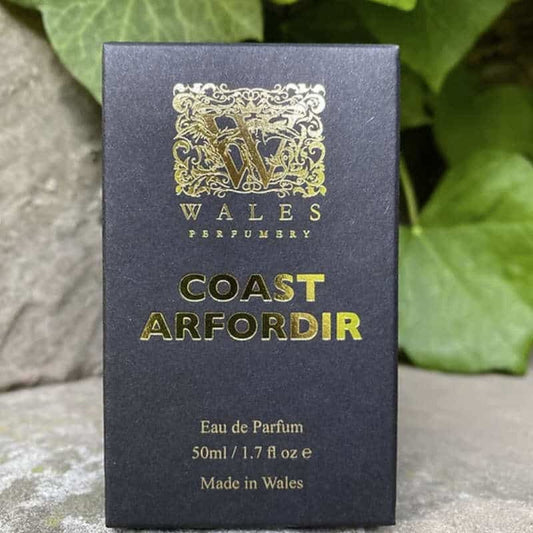 W
WALES
PERFUMERY
COAST
ARFORDIR
Eau de Parfum
50ml / 1.7 fl oz ℮
Made in Wales